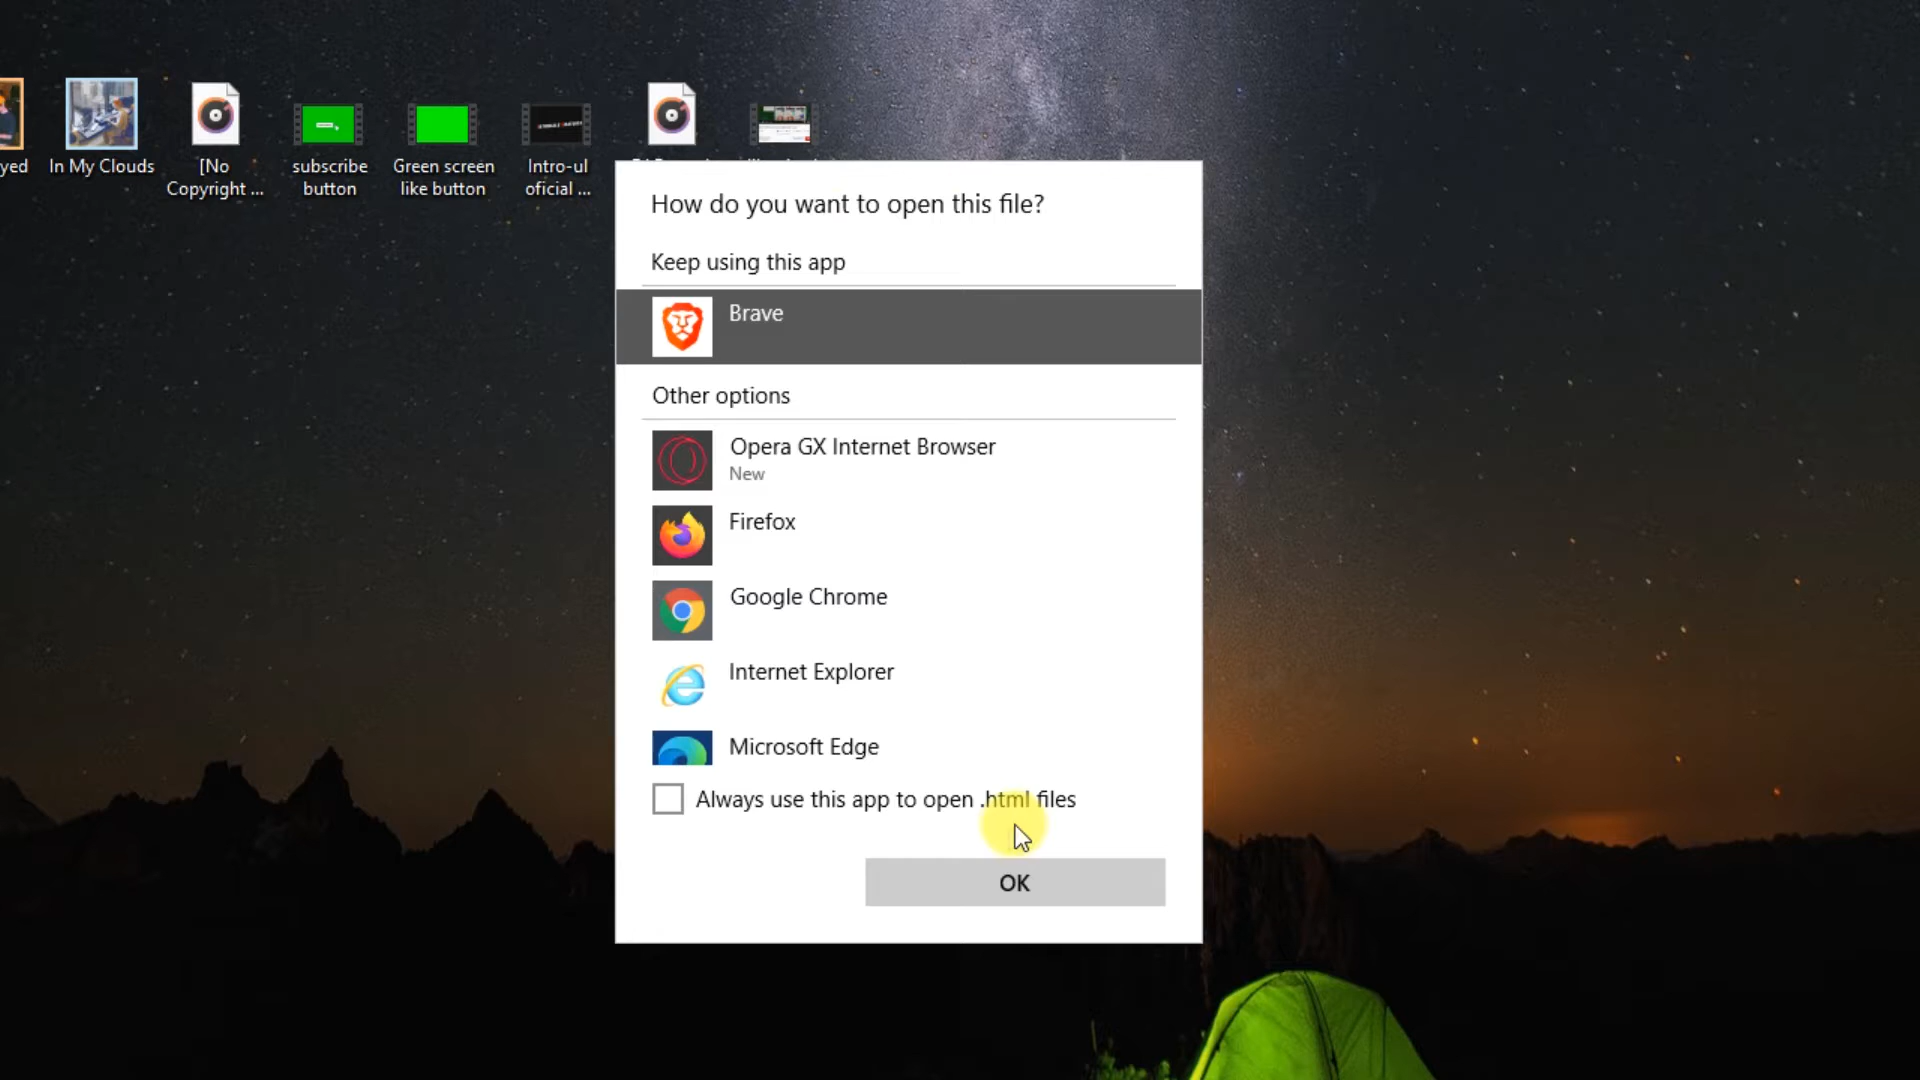 yed
In My Clouds
[No
Copyright ...
subscribe
button
Green screen
like button
Intro-ul
oficial ...
How do you want to open this file?
Keep using this app
Brave
Other options
Opera GX Internet Browser
New
Firefox
Google Chrome
Internet Explorer
Microsoft Edge
Always use this app to open .html files
OK